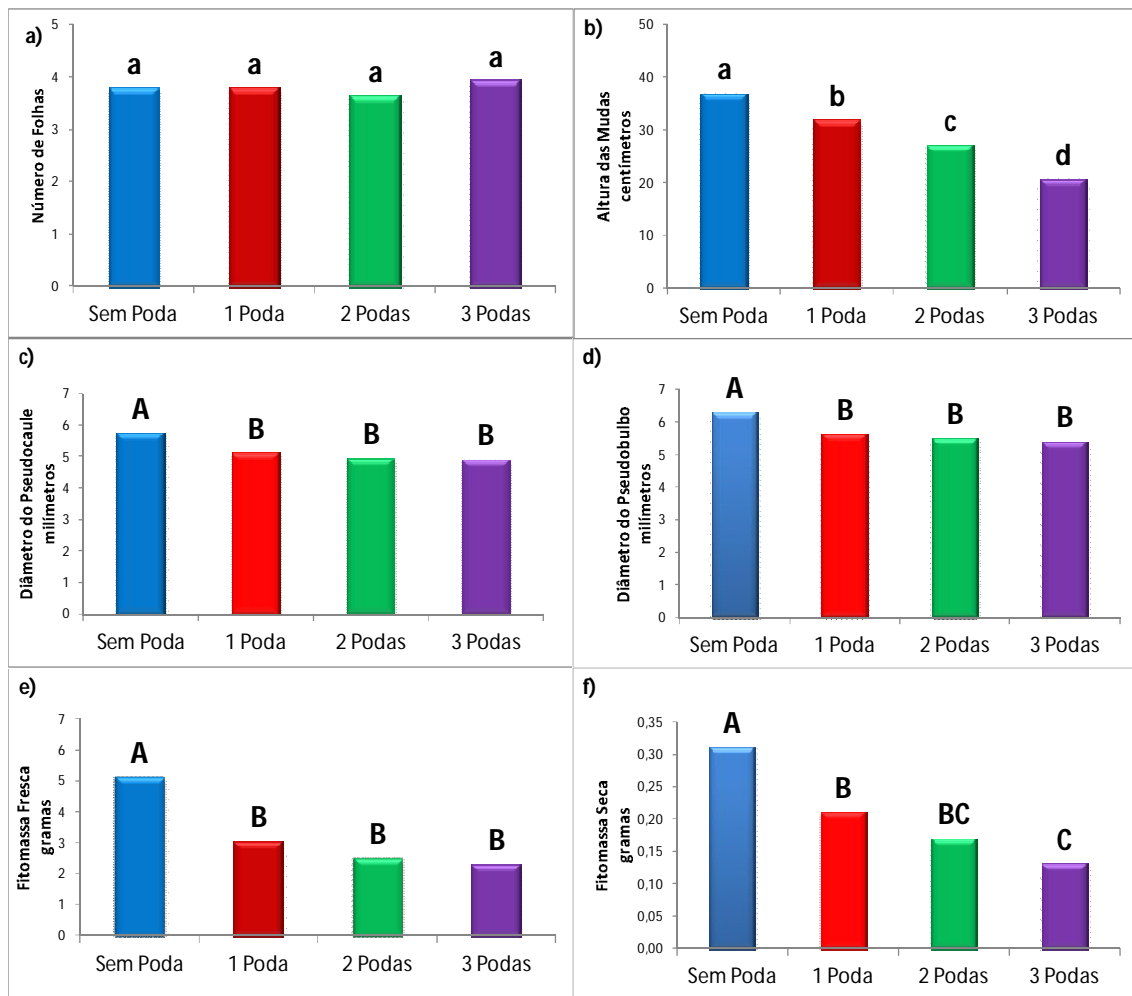 a)
Número de Folhas
5
4
3
2
1
0
a
a
a
a
Sem Poda
1 Poda
2 Podas
3 Podas
b)
Altura das Mudas
centímetros
50
40
30
20
10
0
a
b
c
d
Sem Poda
1 Poda
2 Podas
3 Podas
c)
Diâmetro do Pseudocaule
milímetros
7
6
5
4
3
2
1
0
A
B
B
B
Sem Poda
1 Poda
2 Podas
3 Podas
d)
Diâmetro do Pseudobulbo
milímetros
7
6
5
4
3
2
1
0
A
B
B
B
Sem Poda
1 Poda
2 Podas
3 Podas
e)
Fitomassa Fresca
gramas
7
6
5
4
3
2
1
0
A
B
B
B
Sem Poda
1 Poda
2 Podas
3 Podas
f)
Fitomassa Seca
gramas
0,35
0,30
0,25
0,20
0,15
0,10
0,05
0,00
A
B
BC
C
Sem Poda
1 Poda
2 Podas
3 Podas